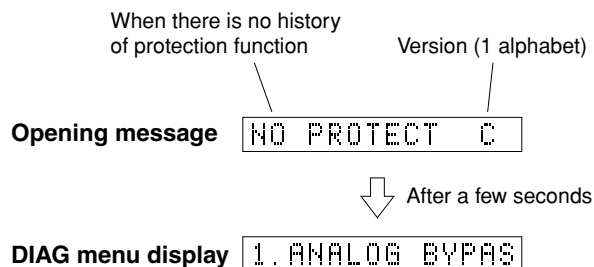 When there is no history
of protection function
Version (1 alphabet)
Opening message
NO PROTECT C
After a few seconds
DIAG menu display
1.ANALOG BYPAS